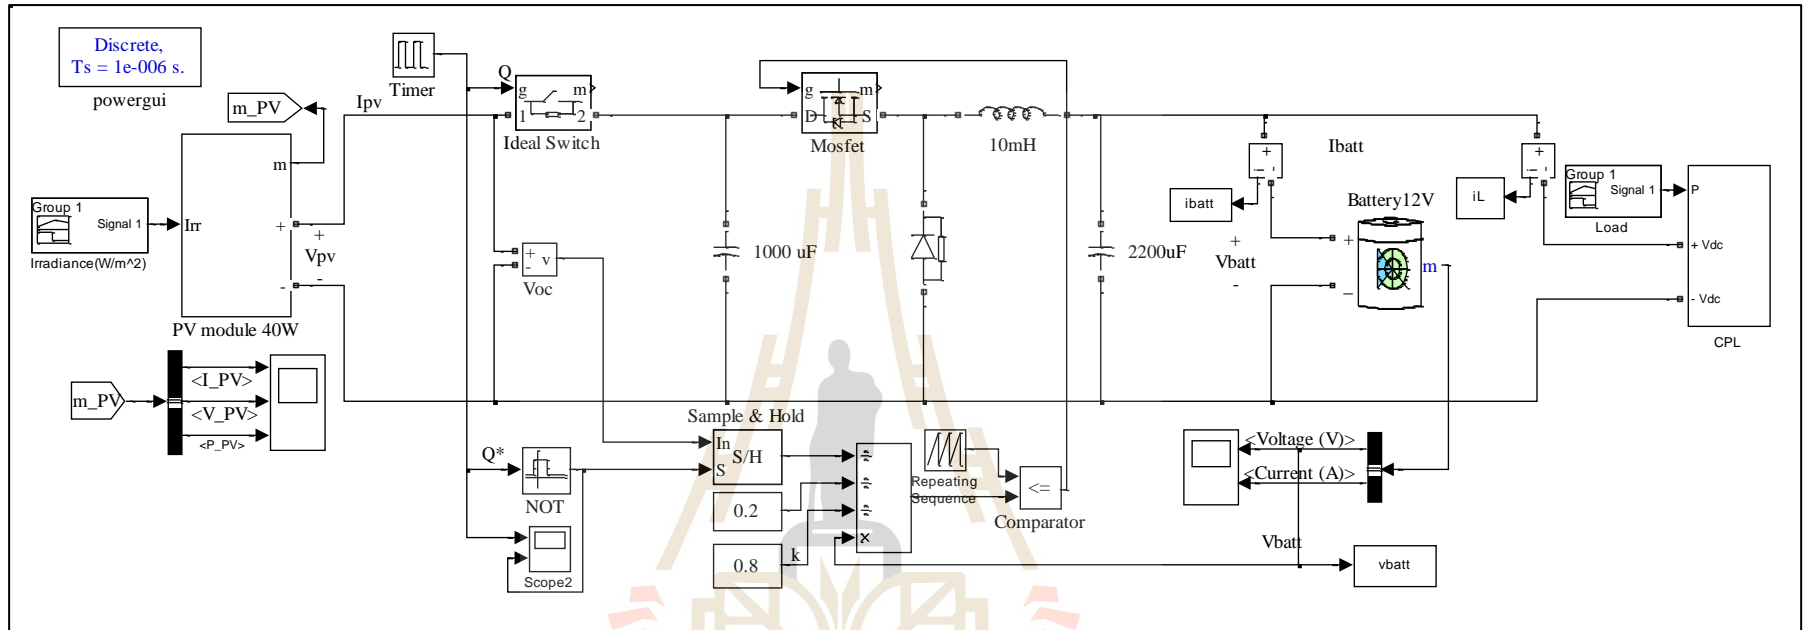 Discrete,
Ts = 1e-006 s.
powergui
m_PV
Ipv
Timer
Q
g
m
1
2
Ideal Switch
g
m
D
S
Mosfet
10mH
Ibatt
Group 1
Signal 1
Irradiance(W/m^2)
Irr
m
+
-
PV module 40W
+
Vpv
-
+
-
v
Voc
1000 uF
2200uF
+
-
i
ibatt
+
Vbatt
-
Battery12V
+
_
m
+
-
i
iL
Group 1
Signal 1
Load
P
+ Vdc
- Vdc
CPL
m_PV
<I_PV>
<V_PV>
<P_PV>
Q*
NOT
Scope2
Sample & Hold
In
S/H
S
0.2
0.8
k
÷
÷
÷
×
Repeating
Sequence
<=
Comparator
<Voltage (V)>
<Current (A)>
Vbatt
vbatt